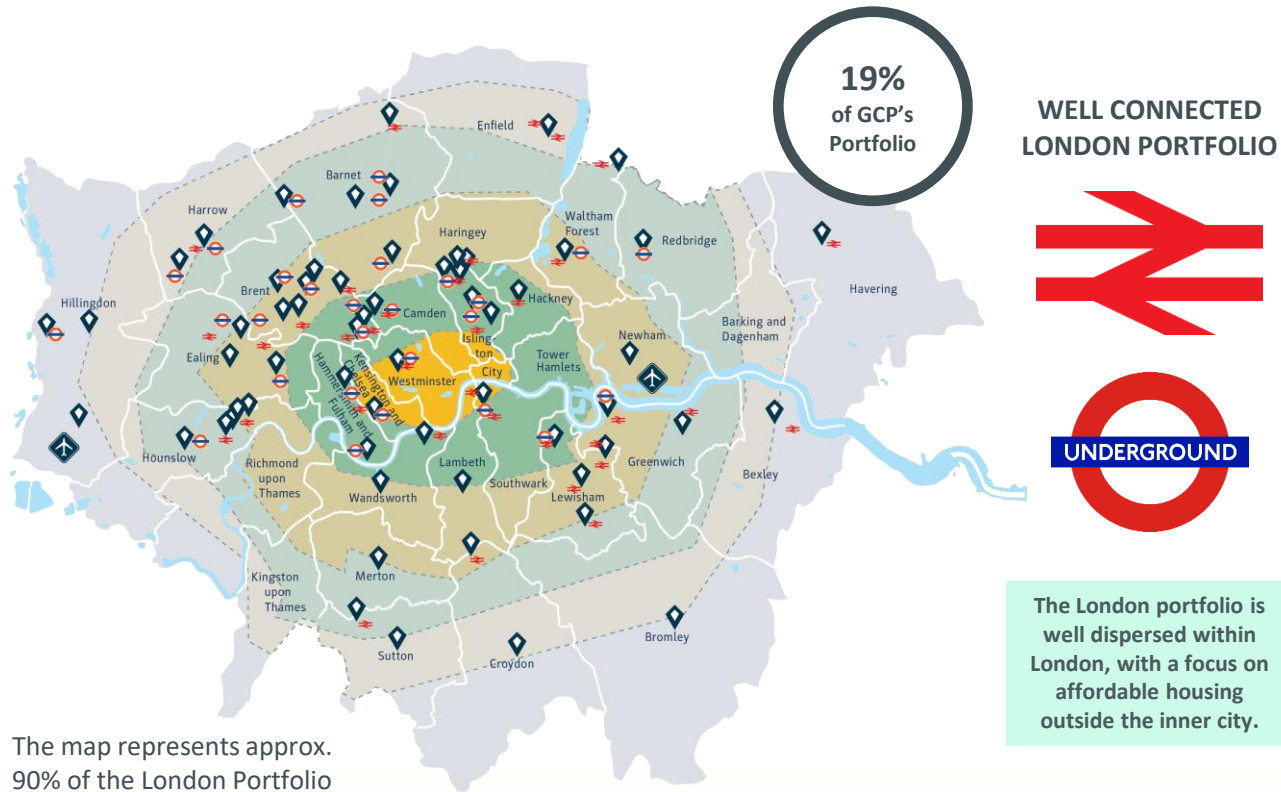 19%
of GCP's
Portfolio
WELL CONNECTED
LONDON PORTFOLIO
UNDERGROUND
The London portfolio is
well dispersed within
London, with a focus on
affordable housing
outside the inner city.
Enfield
Barnet
Harrow
Haringey
Waltham
Forest
Redbridge
Hillingdon
Brent
Camden
Hackney
Havering
Barking and
Dagenham
Newham
Isling-
ton
Ealing
Tower
Hamlets
City
Westminster
Kensington and
Chelsea
Hammersmith and
Fulham
Hounslow
Richmond
upon
Thames
Wandsworth
Lambeth
Southwark
Greenwich
Lewisham
Bexley
Merton
Kingston
upon
Thames
Sutton
Croydon
Bromley
The map represents approx.
90% of the London Portfolio